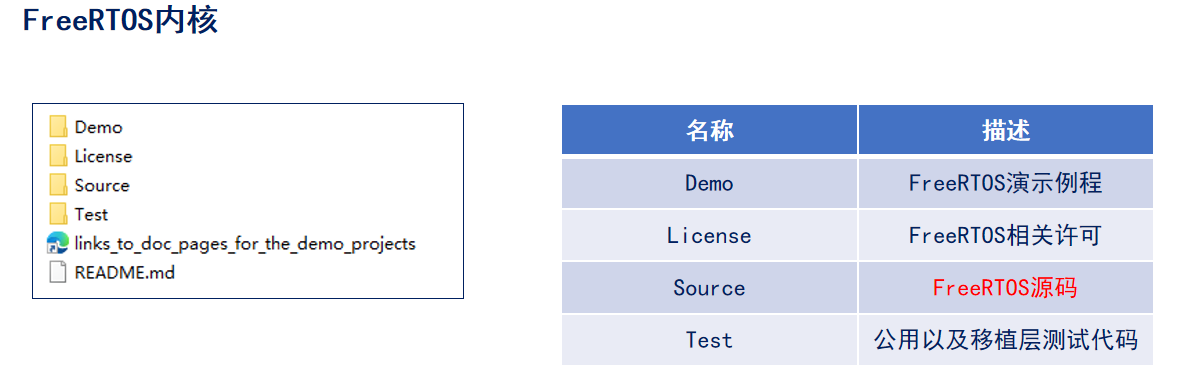 FreeRTOS内核
Demo
License
Source
Test
links_to_doc_pages_for_the_demo_projects
README.md
名称 描述
Demo FreeRTOS演示例程
License FreeRTOS相关许可
Source FreeRTOS源码
Test 公用以及移植层测试代码